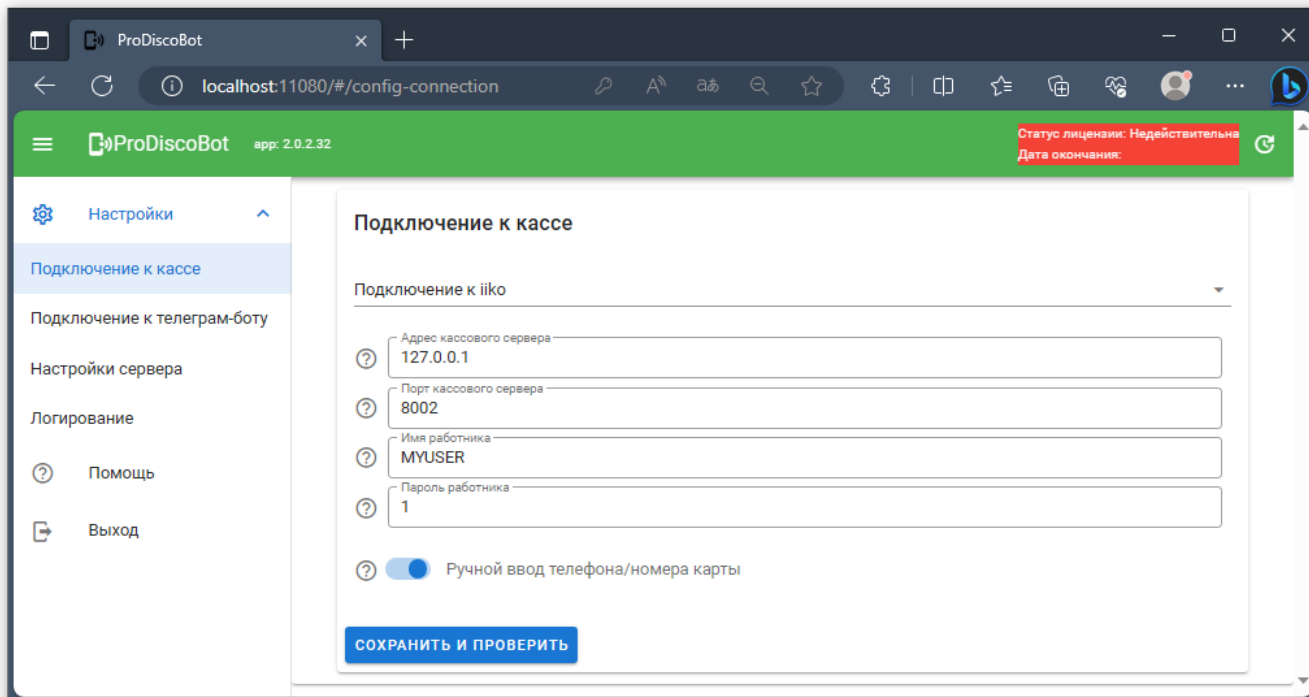 ProDiscoBot
localhost:11080/#/config-connection
ProDiscoBot app: 2.0.2.32
Статус лицензии: Недействительна
Дата окончания:
Настройки
Подключение к кассе
Подключение к телеграм-боту
Настройки сервера
Логирование
Помощь
Выход
Подключение к кассе
Подключение к iiko
Адрес кассового сервера
127.0.0.1
Порт кассового сервера
8002
Имя работника
MYUSER
Пароль работника
1
Ручной ввод телефона/номера карты
СОХРАНИТЬ И ПРОВЕРИТЬ